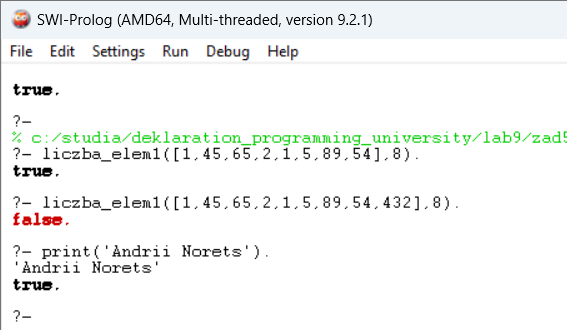 SWI-Prolog (AMD64, Multi-threaded, version 9.2.1)
File Edit Settings Run Debug Help
true.
?-
% c:/studia/deklaration_programming_university/lab9/zad5
?- liczba_elem1([1,45,65,2,1,5,89,54],8).
true.
?- liczba_elem1([1,45,65,2,1,5,89,54,432],8).
false.
?- print('Andrii Norets').
'Andrii Norets'
true.
?-